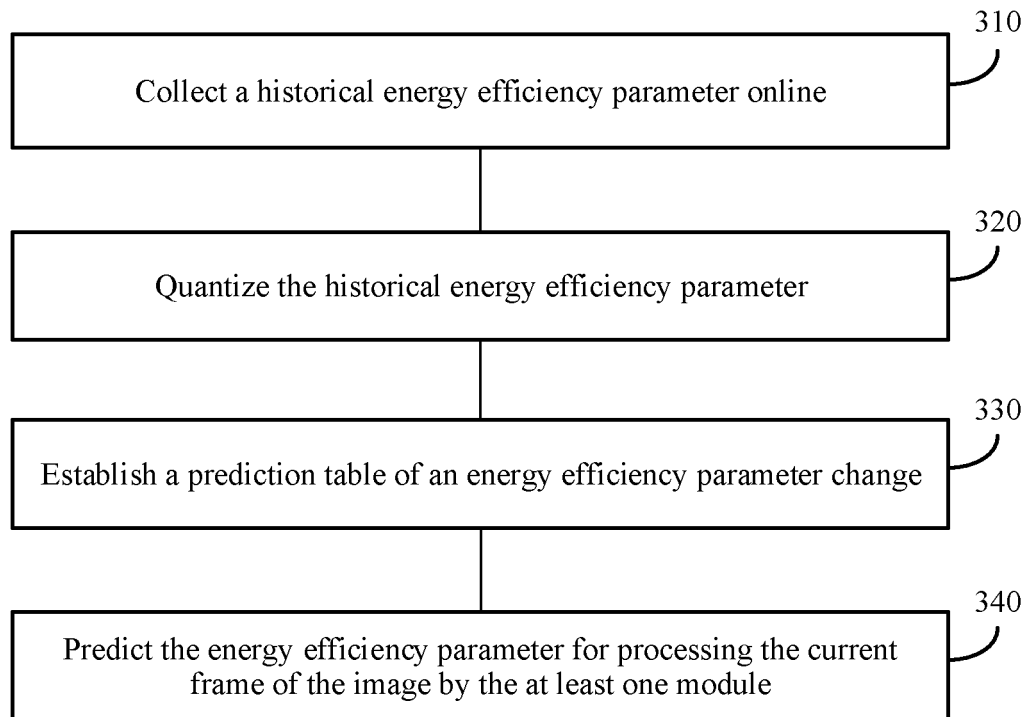 310
Collect a historical energy efficiency parameter online
320
Quantize the historical energy efficiency parameter
330
Establish a prediction table of an energy efficiency parameter change
340
Predict the energy efficiency parameter for processing the current
frame of the image by the at least one module